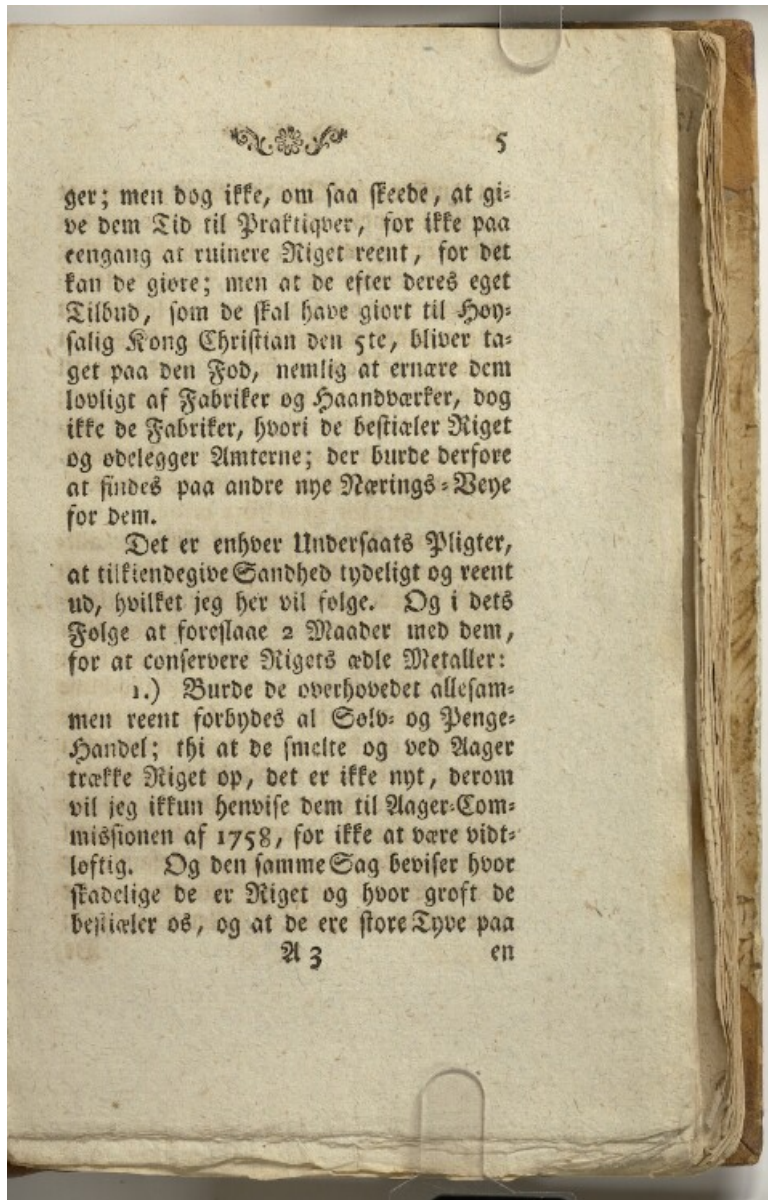 5
ger; men dog ikke, om saa skeede, at gi-
ve dem Tid til Praktiqver, for ikke paa
eengang at ruinere Riget reent, for det
kan de giøre; men at de efter deres eget
Tilbud, som de skal have giort til Høy-
salig Kong Christian den 5te, bliver ta-
get paa den Fod, nemlig at ernære dem
lovligt af Fabriker og Haandværker, dog
ikke de Fabriker, hvori de bestiæler Riget
og ødelegger Amterne; der burde derfore
at findes paa andre nye Nærings-Veye
for dem.
Det er enhver Undersaats Pligter,
at tilkiendegive Sandhed tydeligt og reent
ud, hvilket jeg her vil følge. Og i dets
Følge at foreslaae 2 Maader med dem,
for at conservere Rigets ædle Metaller:
1.) Burde de overhovedet allesam-
men reent forbydes al Sølv- og Penge-
Handel; thi at de smelte og ved Aager
trække Riget op, det er ikke nyt, derom
vil jeg ikkun henvise dem til Aager-Com-
missionen af 1758, for ikke at være vidt-
løftig. Og den samme Sag beviser hvor
skadelige de er Riget og hvor groft de
bestiæler os, og at de ere store Tyve paa
A 3 en